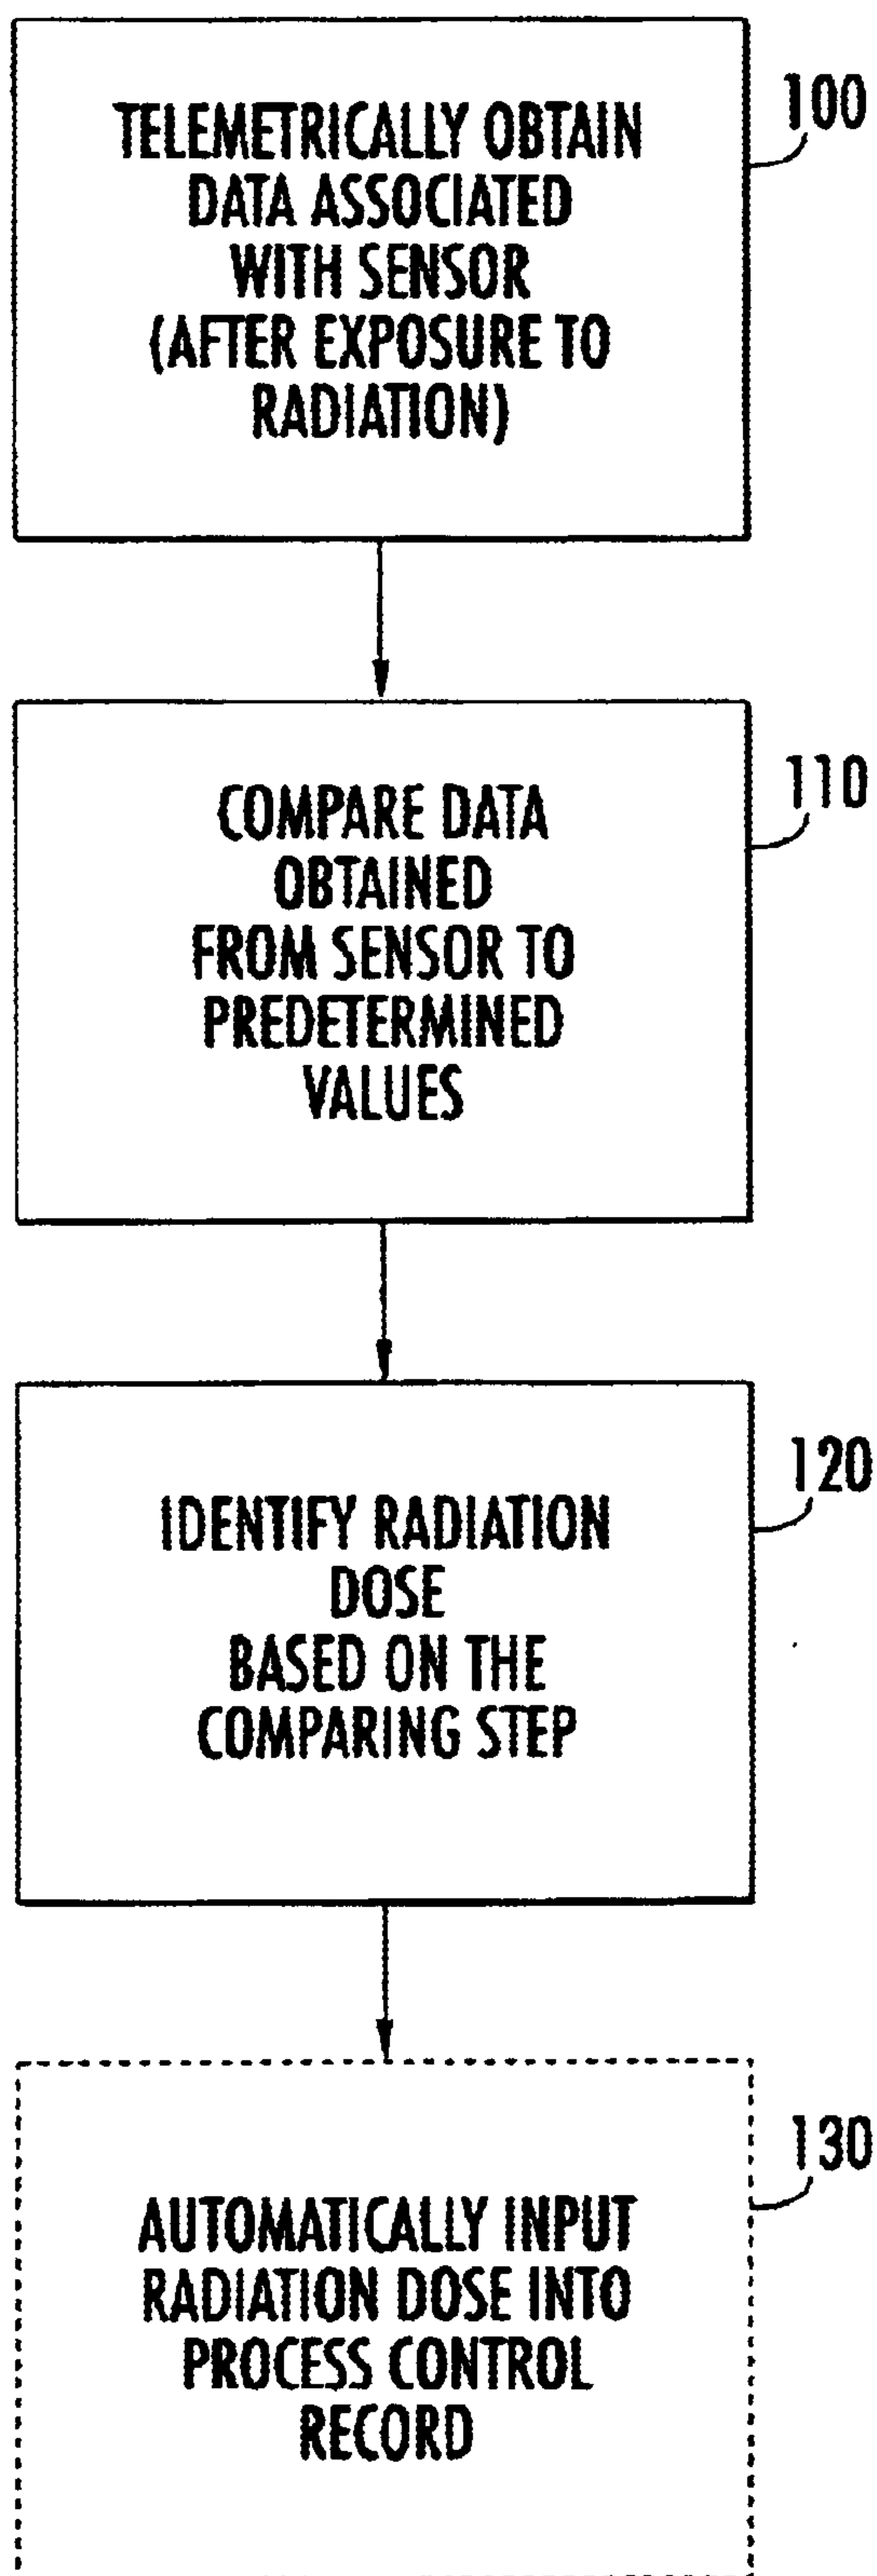 TELEMETRICALLY OBTAIN
DATA ASSOCIATED
WITH SENSOR
(AFTER EXPOSURE TO
RADIATION)
100
COMPARE DATA
OBTAINED
FROM SENSOR TO
PREDETERMINED
VALUES
110
IDENTIFY RADIATION
DOSE
BASED ON THE
COMPARING STEP
120
AUTOMATICALLY INPUT
RADIATION DOSE INTO
PROCESS CONTROL
RECORD
130